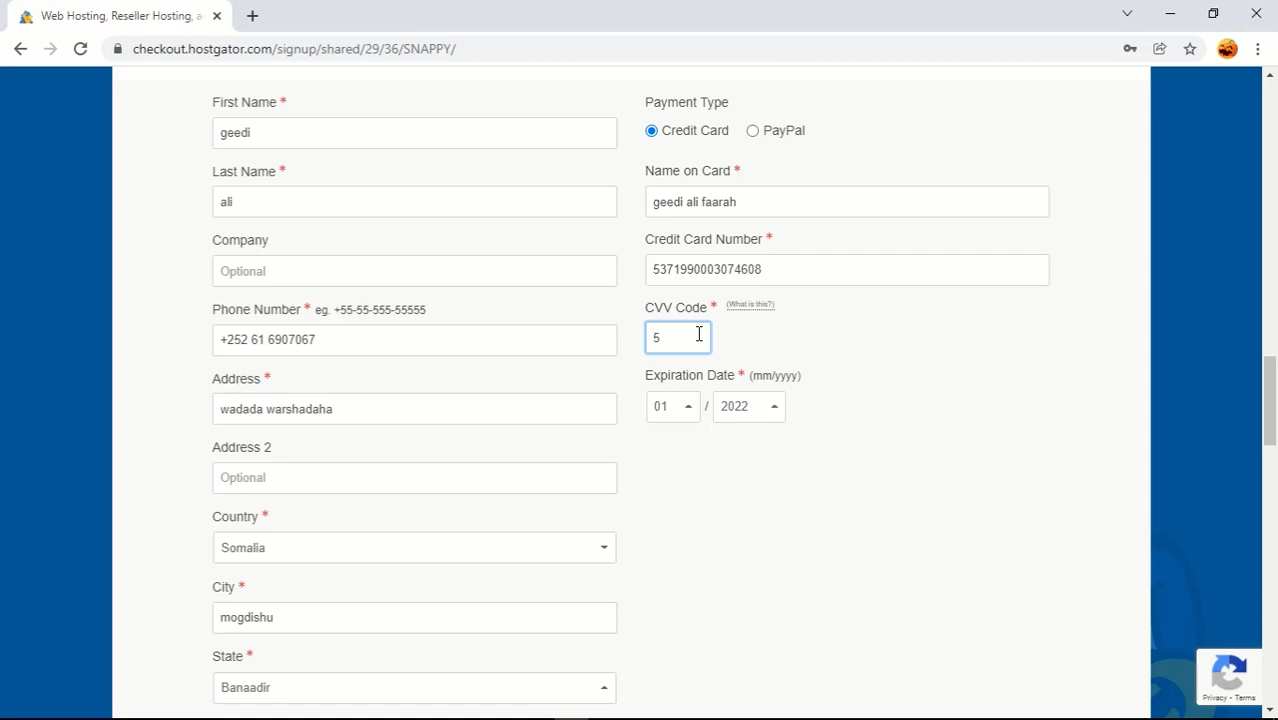 Web Hosting, Reseller Hosting, a
checkout.hostgator.com/signup/shared/29/36/SNAPPY/
First Name *
geedi
Last Name *
ali
Company
Optional
Phone Number * eg. +55-55-555-55555
+252 61 6907067
Address *
wadada warshadaha
Address 2
Optional
Country *
Somalia
City *
mogdishu
State *
Banaadir
Payment Type
Credit Card
PayPal
Name on Card *
geedi ali faarah
Credit Card Number *
5371990003074608
CVV Code * (What is this?)
5
Expiration Date * (mm/yyyy)
01 / 2022
Privacy - Terms